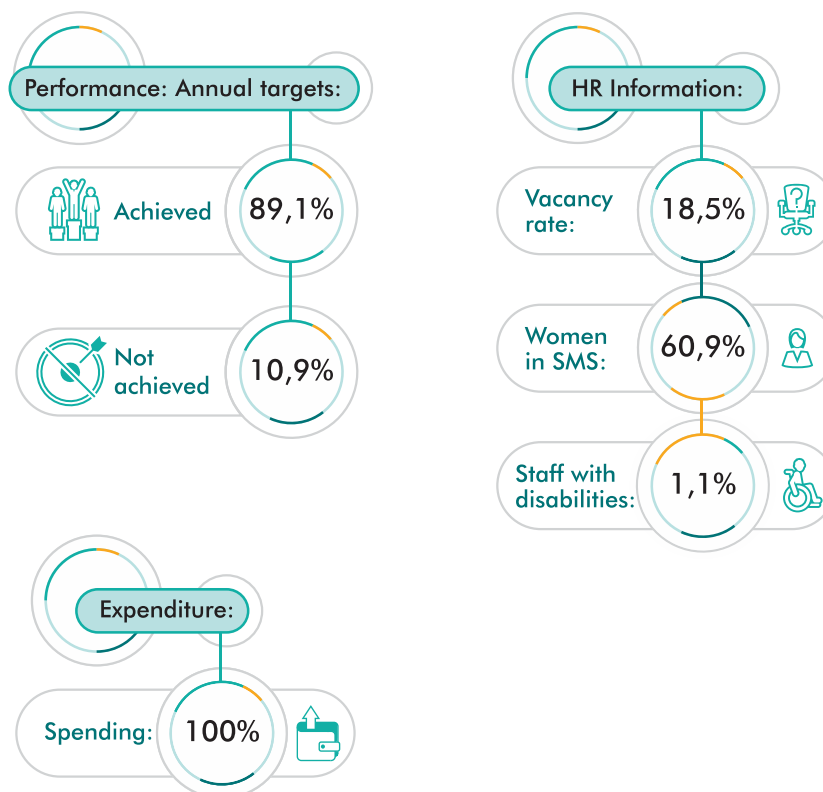 Performance: Annual targets:
Achieved
89,1%
Not
achieved
10,9%
HR Information:
Vacancy
rate:
18,5%
?
Women
in SMS:
60,9%
Staff with
disabilities:
1,1%
Expenditure:
Spending:
100%